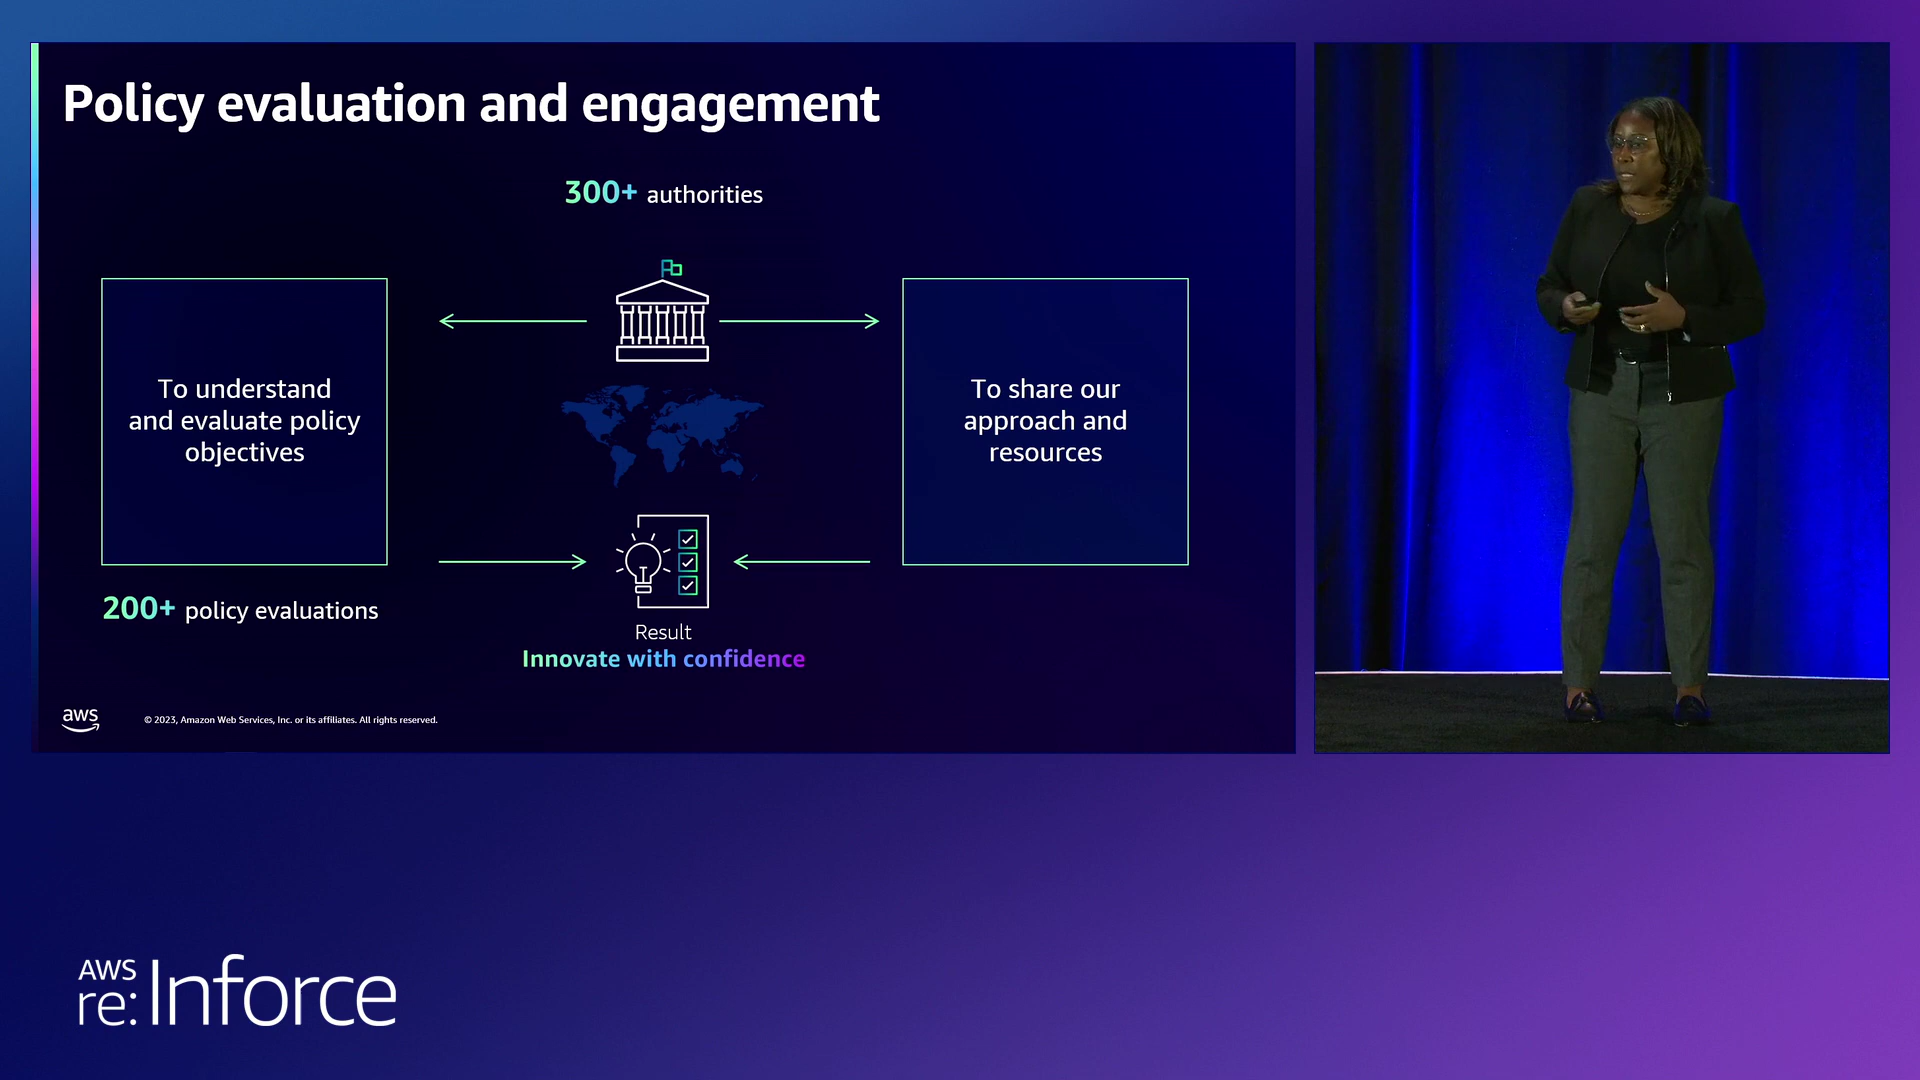 Policy evaluation and engagement
300+ authorities
To understand
and evaluate policy
objectives
To share our
approach and
resources
200+ policy evaluations
Result
Innovate with confidence
aws
© 2023, Amazon Web Services, Inc. or its affiliates. All rights reserved.
AWS
re:Inforce